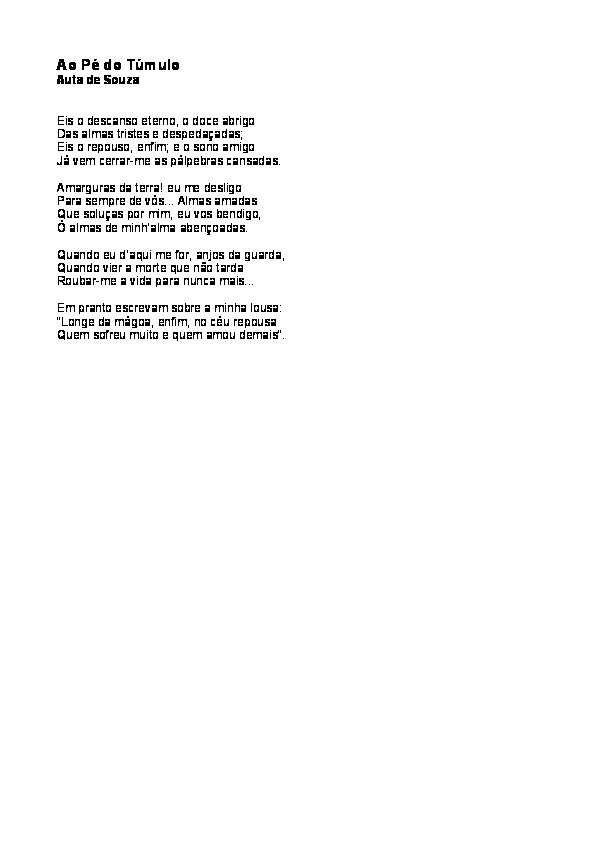 Ao Pé do Túmulo
Auta de Souza
Eis o descanso eterno, o doce abrigo
Das almas tristes e despedaçadas;
Eis o repouso, enfim; e o sono amigo
Já vem cerrar-me as pálpebras cansadas.
Amarguras da terra! eu me desligo
Para sempre de vós... Almas amadas
Que soluças por mim, eu vos bendigo,
Ó almas de minh'alma abençoadas.
Quando eu d'aqui me for, anjos da guarda,
Quando vier a morte que não tarda
Roubar-me a vida para nunca mais...
Em pranto escrevam sobre a minha lousa:
"Longe da mágoa, enfim, no céu repousa
Quem sofreu muito e quem amou demais".